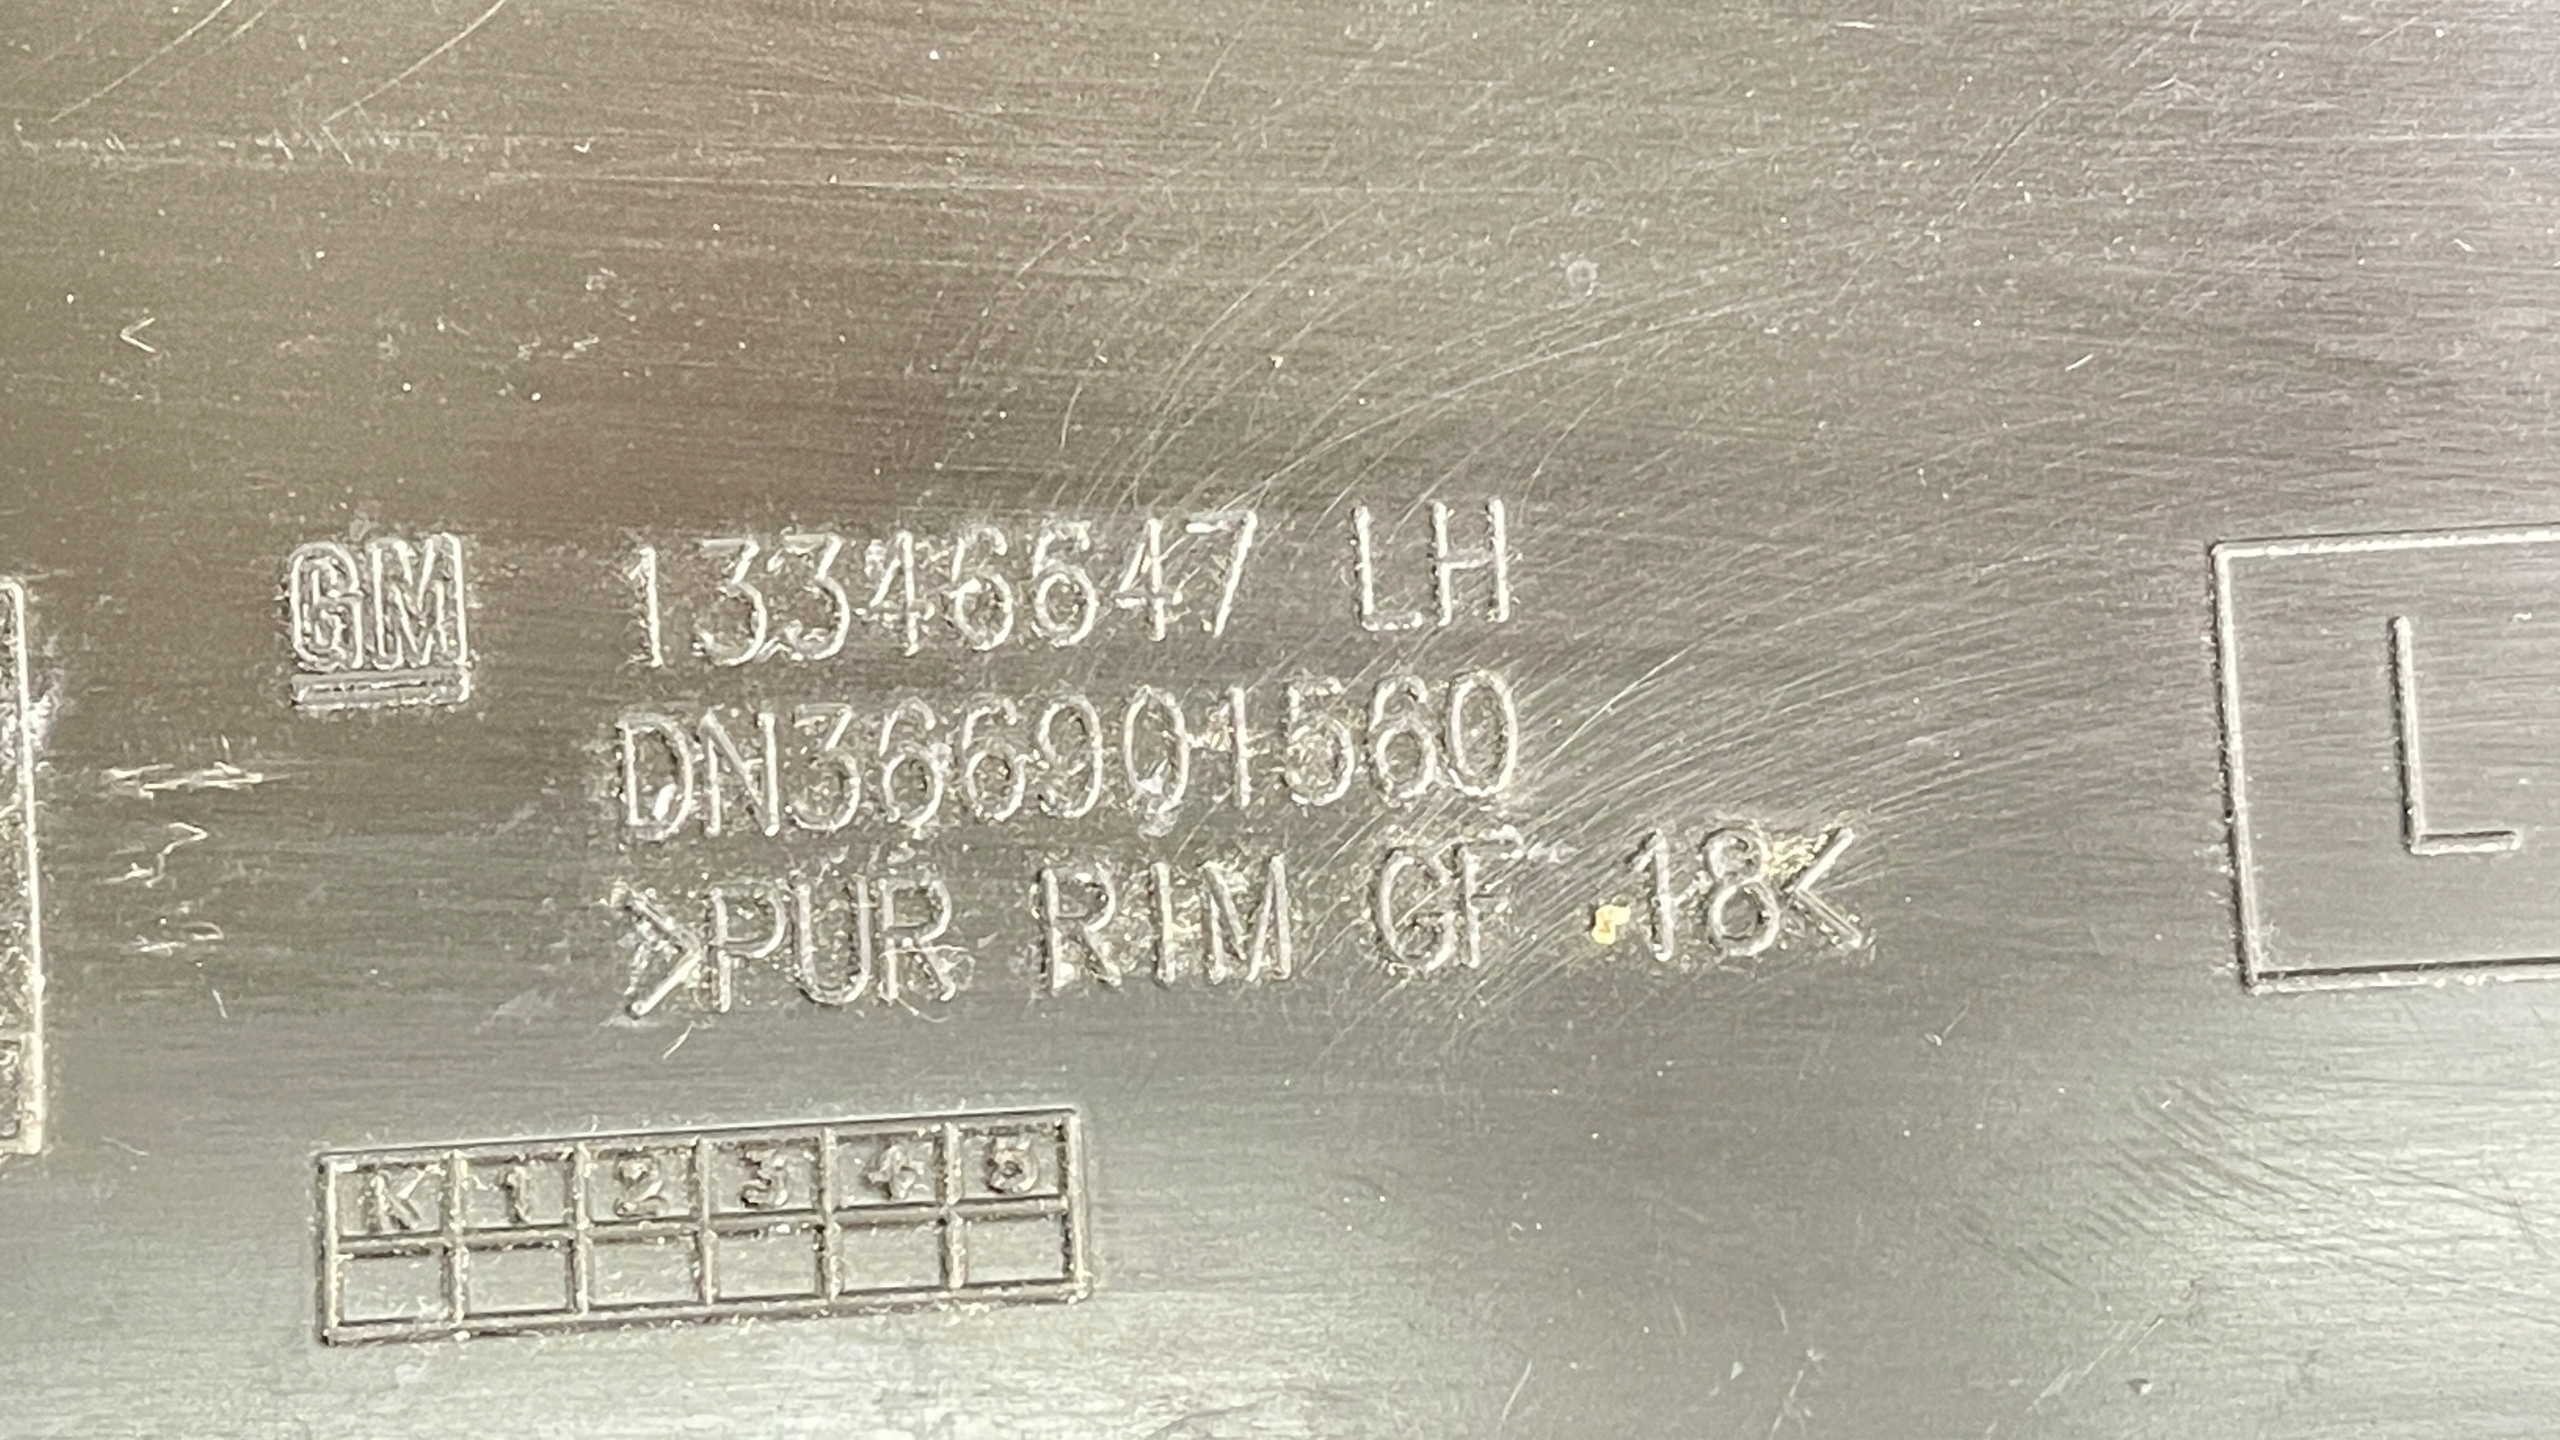 GM 13346647 LH
DN366901560
>PUR RIM GF 18<
L
K 1 2 3 4 5